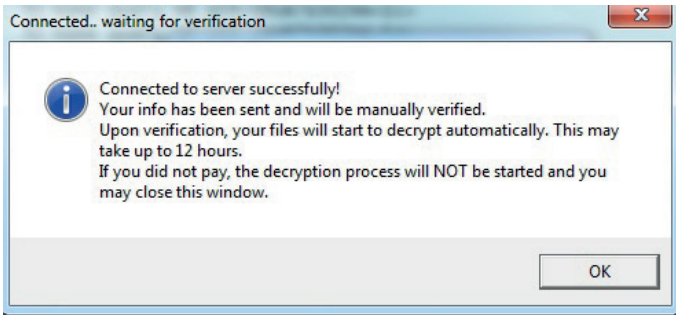 Connected.. waiting for verification
Connected to server successfully!
Your info has been sent and will be manually verified.
Upon verification, your files will start to decrypt automatically. This may
take up to 12 hours.
If you did not pay, the decryption process will NOT be started and you
may close this window.
OK